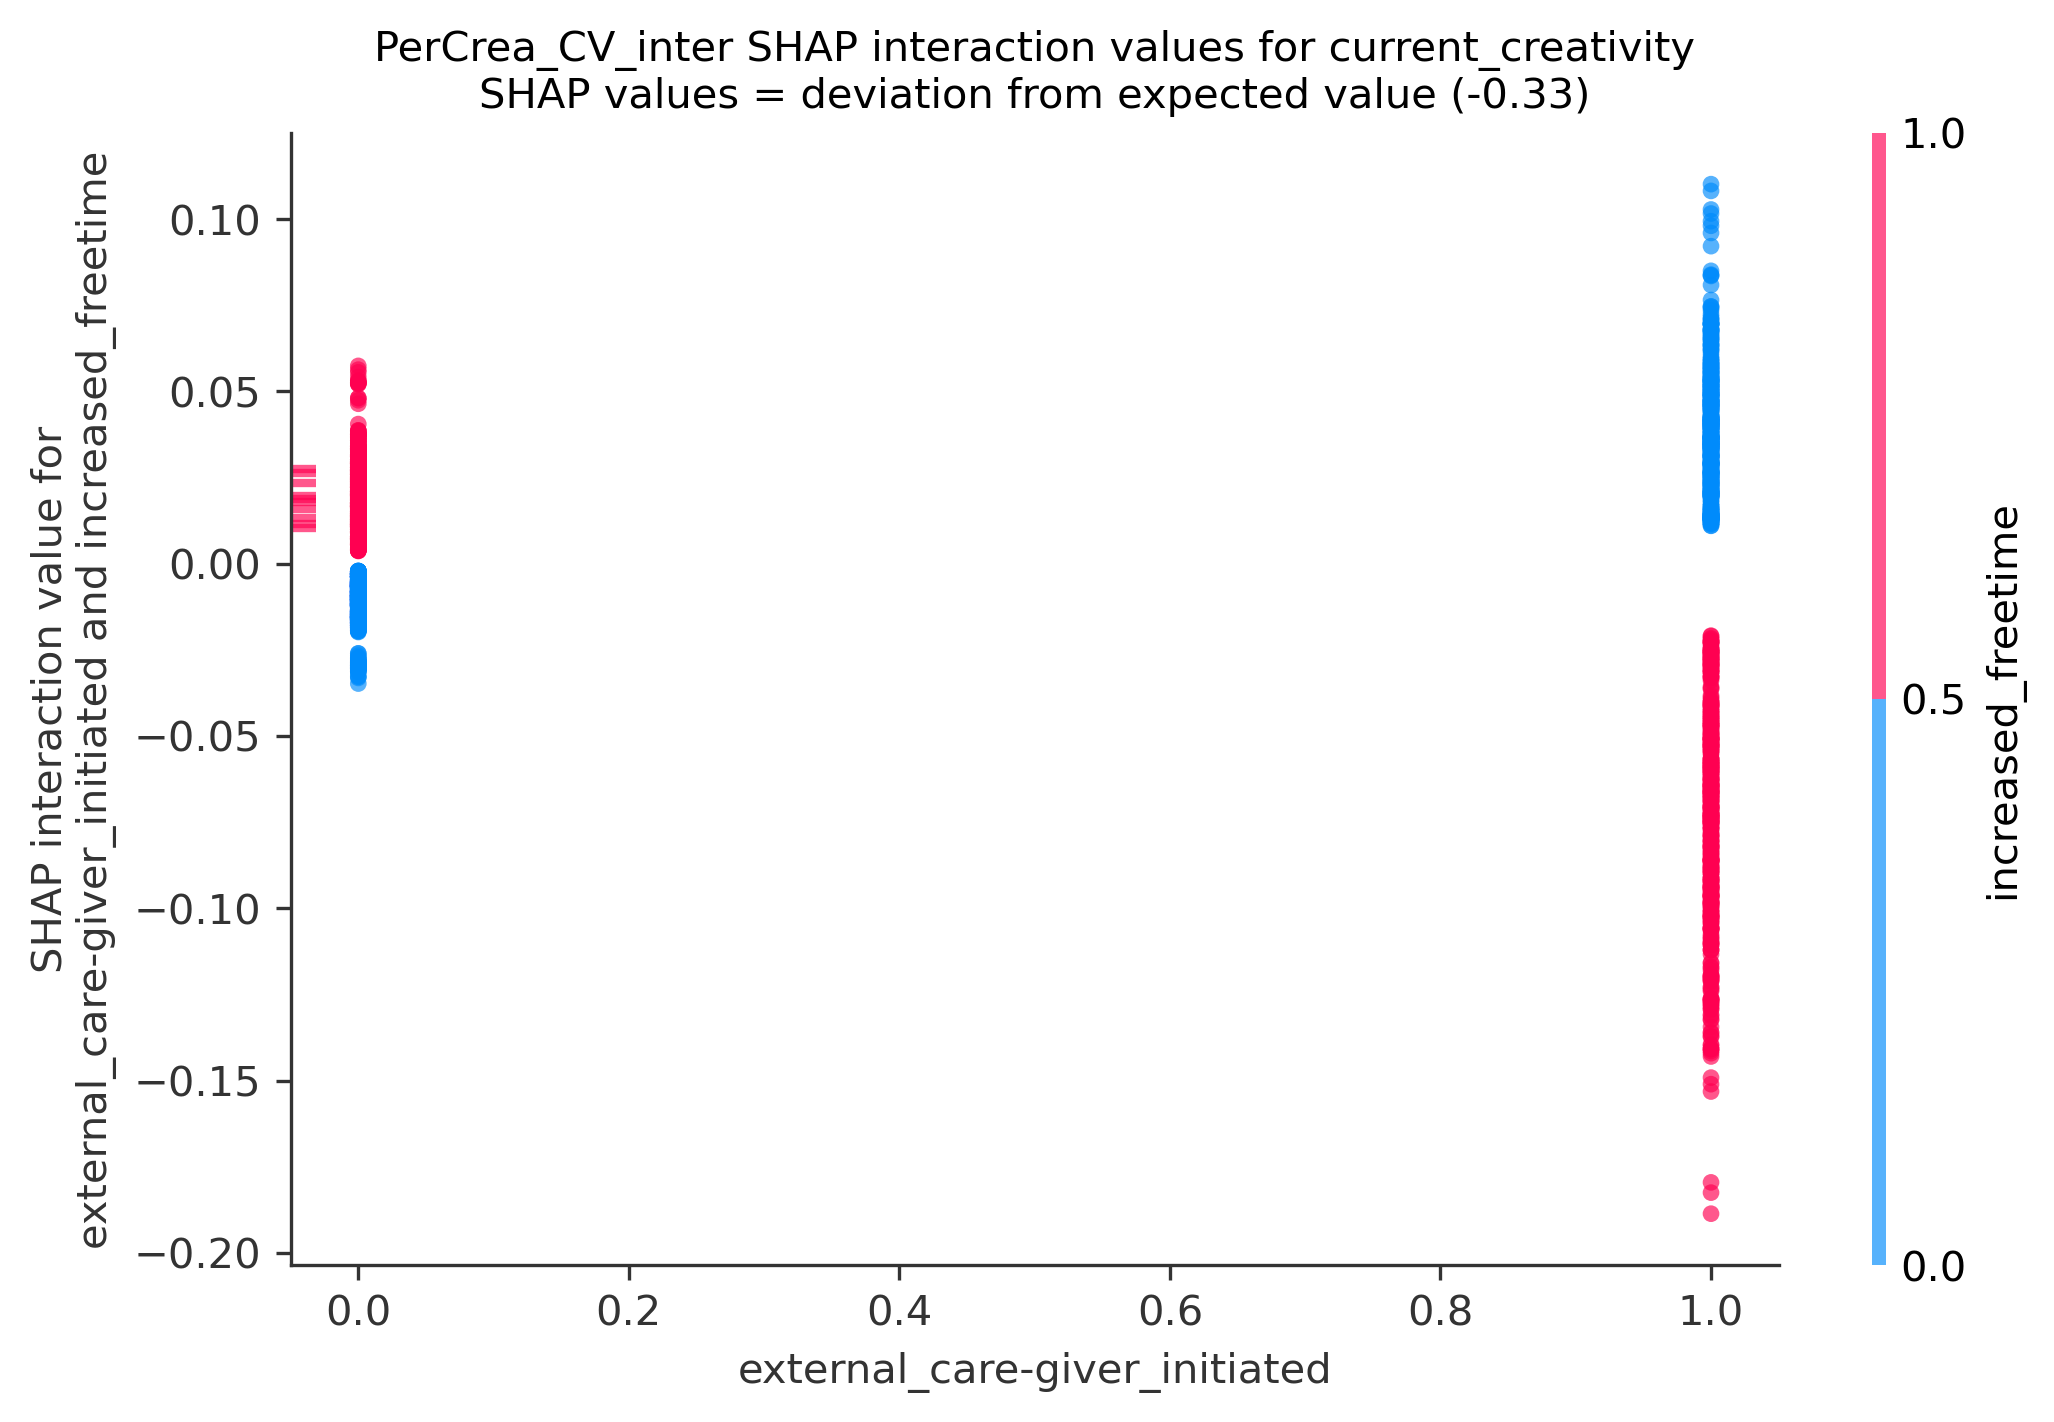 PerCrea_CV_inter SHAP interaction values for current_creativity
SHAP values = deviation from expected value (-0.33)
SHAP interaction value for
external_care-giver_initiated and increased_freetime
0.10
0.05
0.00
−0.05
−0.10
−0.15
−0.20
0.0
0.2
0.4
0.6
0.8
1.0
external_care-giver_initiated
1.0
0.5
0.0
increased_freetime